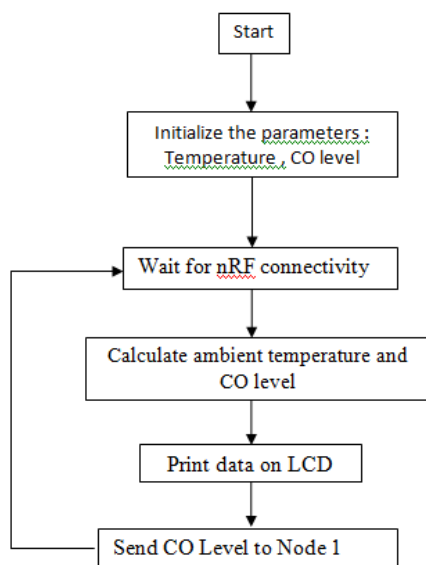 Start
Initialize the parameters :
Temperature , CO level
Wait for nRF connectivity
Calculate ambient temperature and
CO level
Print data on LCD
Send CO Level to Node 1